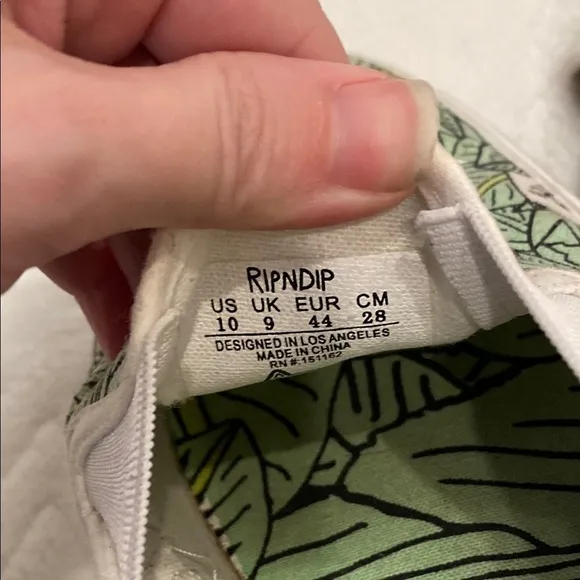 RIPNDIP
US UK EUR CM
10 9 44 28
DESIGNED IN LOS ANGELES
MADE IN CHINA
RN #: 151162